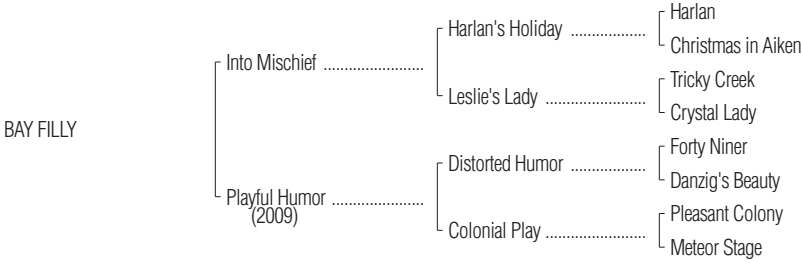 Harlan
Harlan's Holiday ..................
Christmas in Aiken
Into Mischief ........................
Tricky Creek
Leslie's Lady ........................
Crystal Lady
BAY FILLY
Forty Niner
Distorted Humor ..................
Danzig's Beauty
Playful Humor ......................
(2009)
Pleasant Colony
Colonial Play ........................
Meteor Stage